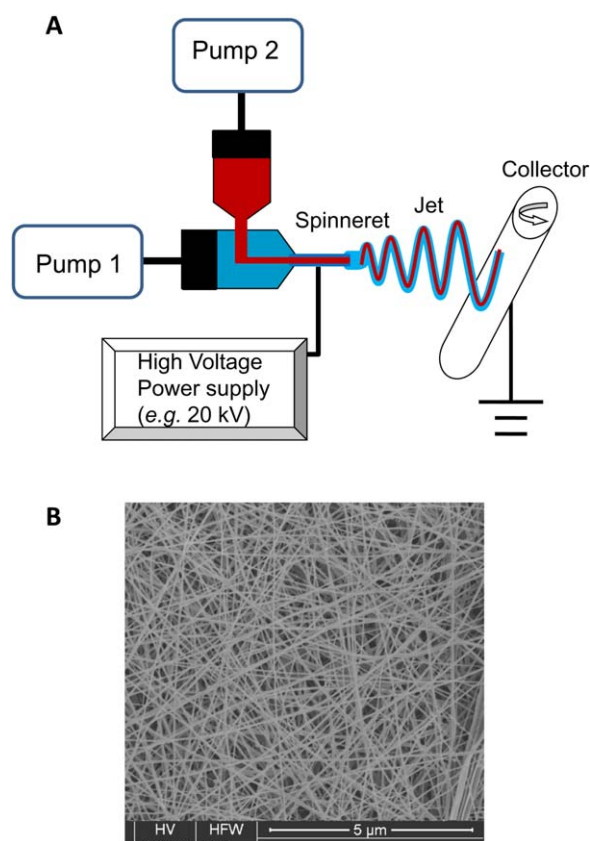 A
Pump 2
Collector
Spinneret
Jet
Pump 1
High Voltage
Power supply
(e.g. 20 kV)
B
HV
HFW
5 µm